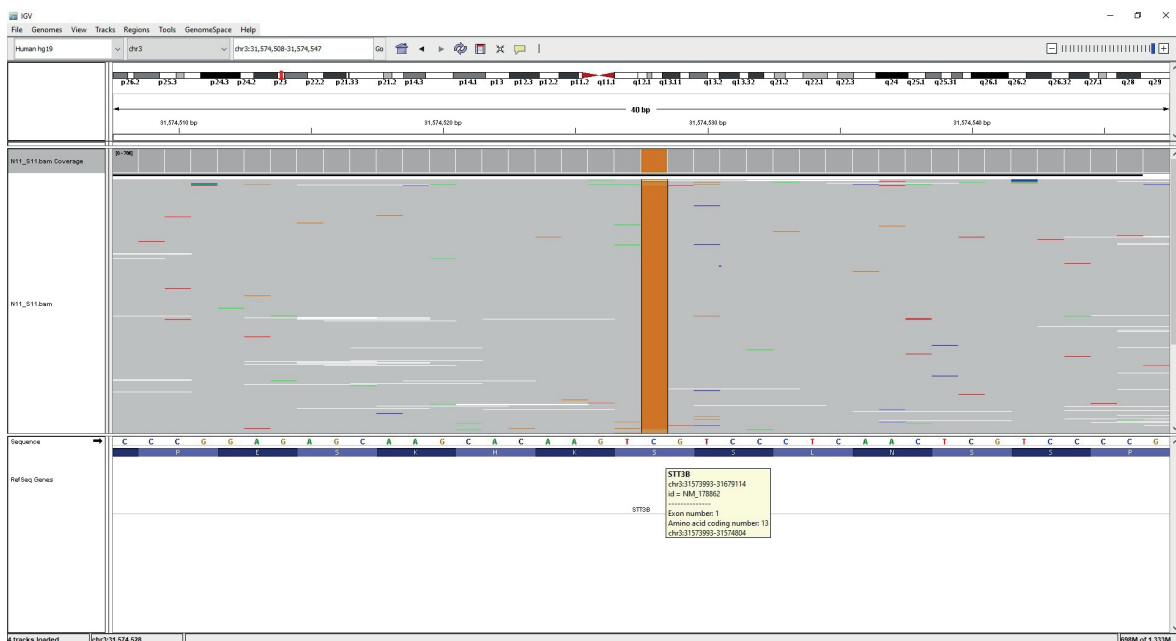 IGV
File Genomes View Tracks Regions Tools GenomeSpace Help
Human hg19 chr3 chr3:31,574,508-31,574,547 Go
p26.2 p25.3 p24.3 p24.2 p23 p22.2 p21.33 p21.2 p14.3 p14.1 p13 p12.3 p12.2 p11.2 q11.1 q12.1 q13.11 q13.2 q13.32 q21.1 q22.1 q22.3 q24 q25.1 q25.31 q26.1 q26.2 q26.32 q27.1 q28 q29
40 bp
31,574,510 bp 31,574,520 bp 31,574,530 bp 31,574,540 bp
N11_S11.bam Coverage
[0-706]
N11_S11.bam
Sequence C C C G G A G A G C A A G C A C A A G T C G T C C C T C A A C T C G T C C C C G
P E S K H K S S L N S S P
RefSeq Genes
STT3B
STT3B
chr3:31573993-31679114
id = NM_178862
--------------
Exon number: 1
Amino acid coding number: 13
chr3:31573993-31574804
4 tracks loaded chr3:31,574,528 698M of 1,333M